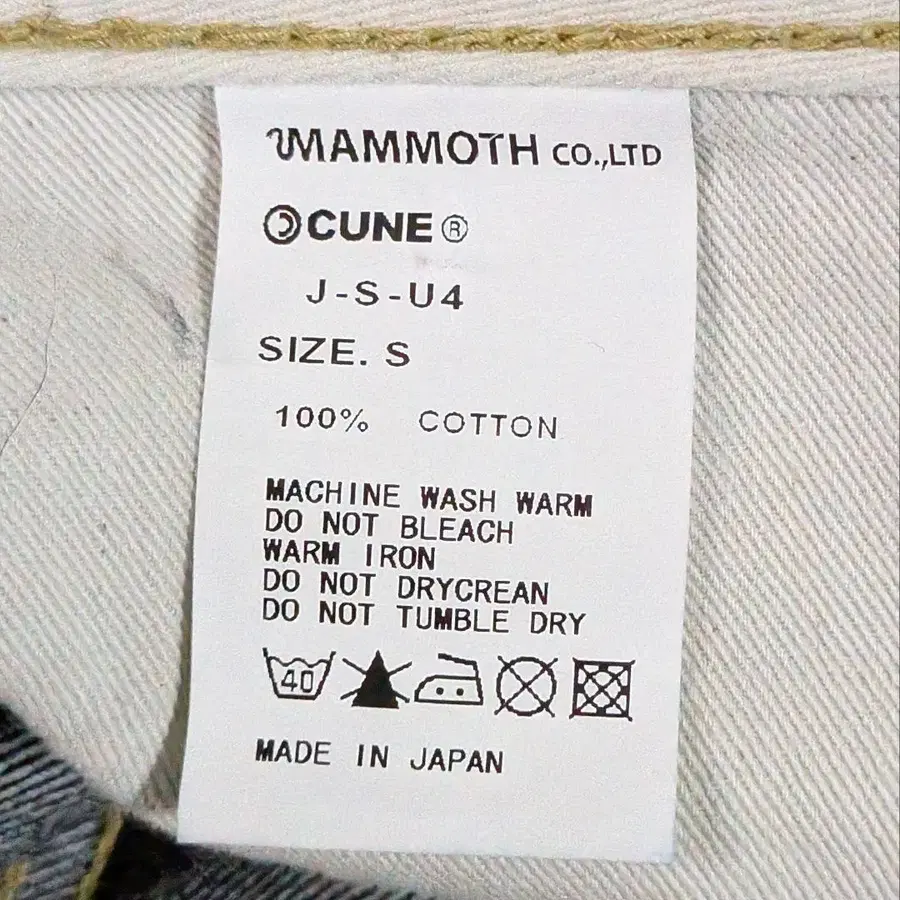 MAMMOTH CO.,LTD
CUNE®
J-S-U4
SIZE. S
100% COTTON
MACHINE WASH WARM
DO NOT BLEACH
WARM IRON
DO NOT DRYCREAN
DO NOT TUMBLE DRY
40
MADE IN JAPAN